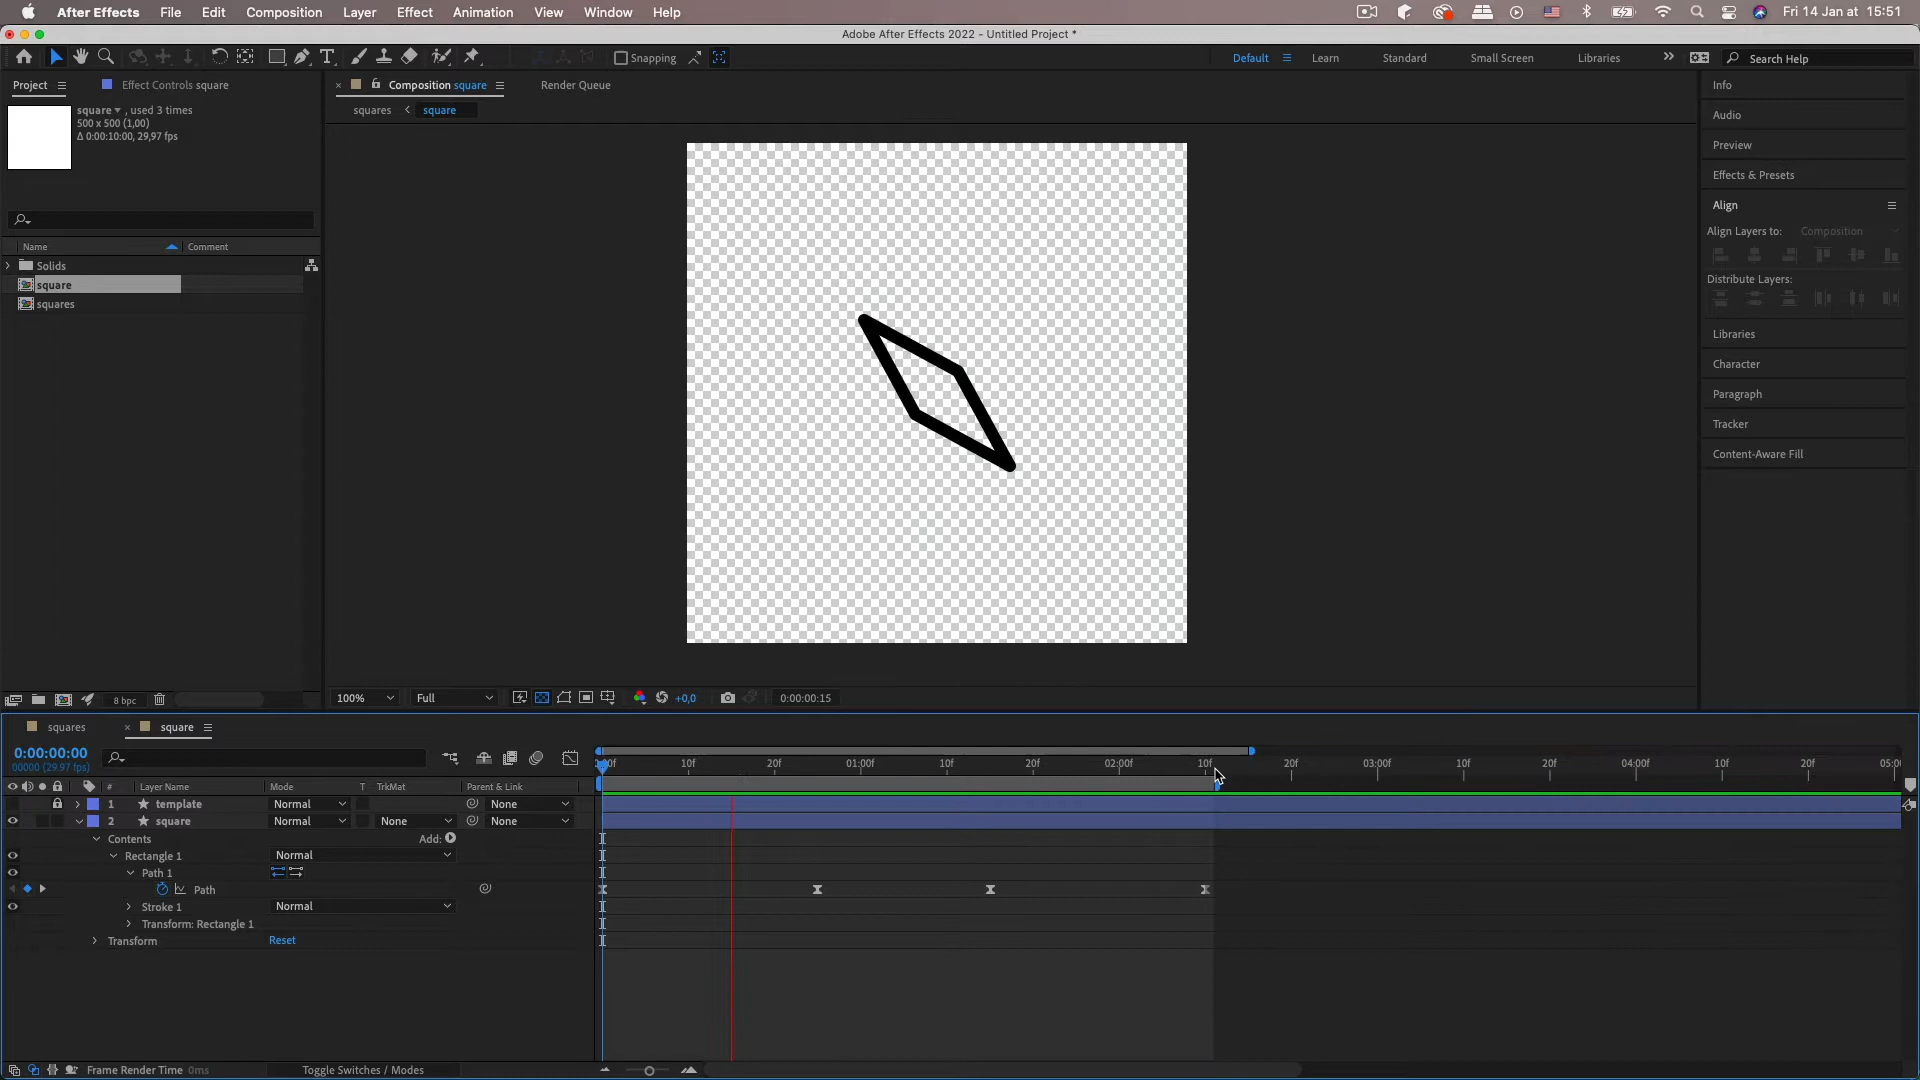 After Effects File Edit Composition Layer Effect Animation View Window Help Fri 14 Jan at 15:51
Adobe After Effects 2022 - Untitled Project *
Snapping Default Learn Standard Small Screen Libraries Search Help
Project Effect Controls square Composition square Render Queue Info
square , used 3 times squares square
500 x 500 (1,00)
Δ 0:00:10:00, 29,97 fps
Audio
Preview
Effects & Presets
Align
Align Layers to: Composition
Name Comment
Solids
square
squares
Distribute Layers:
Libraries
Character
Paragraph
Tracker
Content-Aware Fill
8 bpc 100% Full +0,0 0:00:00:15
squares square
0:00:00:00
00000 (29.97 fps)
:00f 10f 20f 01:00f 10f 20f 02:00f 10f 20f 03:00f 10f 20f 04:00f 10f 20f 05:0
# Layer Name Mode T TrkMat Parent & Link
1 template Normal None
2 square Normal None None
Contents Add:
Rectangle 1 Normal
Path 1
Path
Stroke 1 Normal
Transform: Rectangle 1
Transform Reset
Frame Render Time 0ms Toggle Switches / Modes